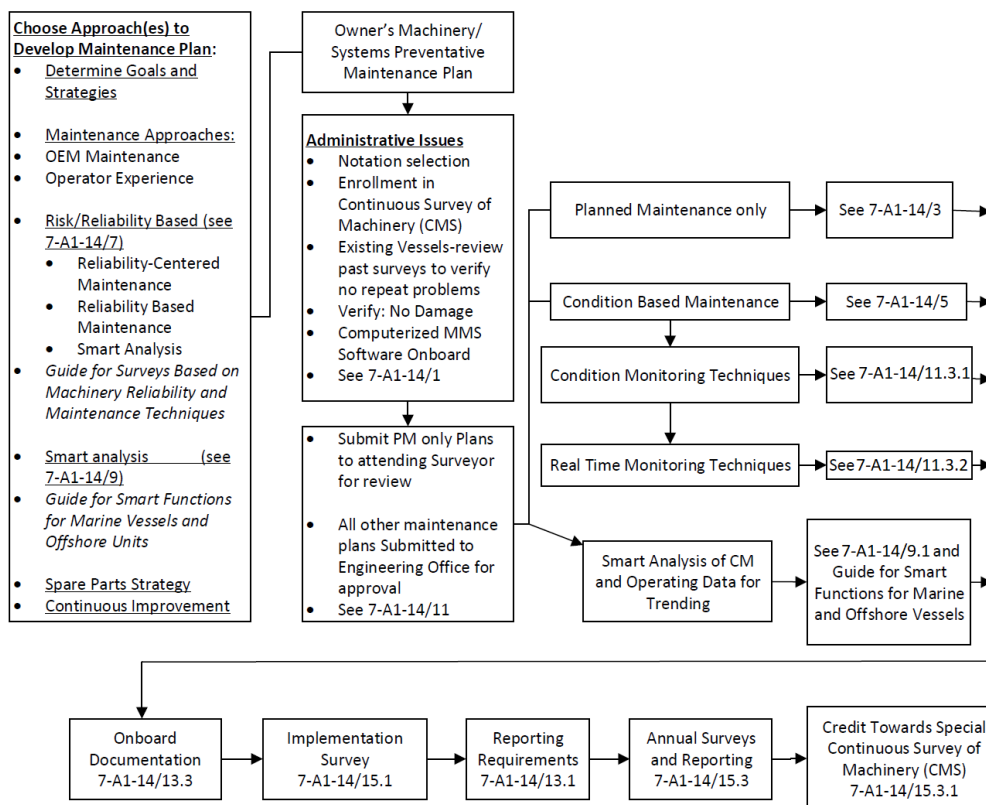 Choose Approach(es) to
Develop Maintenance Plan:
• Determine Goals and
Strategies
• Maintenance Approaches:
• OEM Maintenance
• Operator Experience
• Risk/Reliability Based (see
7-A1-14/7)
• Reliability-Centered
Maintenance
• Reliability Based
Maintenance
• Smart Analysis
• Guide for Surveys Based on
Machinery Reliability and
Maintenance Techniques
• Smart analysis (see
7-A1-14/9)
• Guide for Smart Functions
for Marine Vessels and
Offshore Units
• Spare Parts Strategy
• Continuous Improvement
Owner's Machinery/
Systems Preventative
Maintenance Plan
Administrative Issues
• Notation selection
• Enrollment in
Continuous Survey of
Machinery (CMS)
• Existing Vessels-review
past surveys to verify
no repeat problems
• Verify: No Damage
• Computerized MMS
Software Onboard
• See 7-A1-14/1
• Submit PM only Plans
to attending Surveyor
for review
• All other maintenance
plans Submitted to
Engineering Office for
approval
• See 7-A1-14/11
Planned Maintenance only
See 7-A1-14/3
Condition Based Maintenance
See 7-A1-14/5
Condition Monitoring Techniques
See 7-A1-14/11.3.1
Real Time Monitoring Techniques
See 7-A1-14/11.3.2
Smart Analysis of CM
and Operating Data for
Trending
See 7-A1-14/9.1 and
Guide for Smart
Functions for Marine
and Offshore Vessels
Onboard
Documentation
7-A1-14/13.3
Implementation
Survey
7-A1-14/15.1
Reporting
Requirements
7-A1-14/13.1
Annual Surveys
and Reporting
7-A1-14/15.3
Credit Towards Special
Continuous Survey of
Machinery (CMS)
7-A1-14/15.3.1